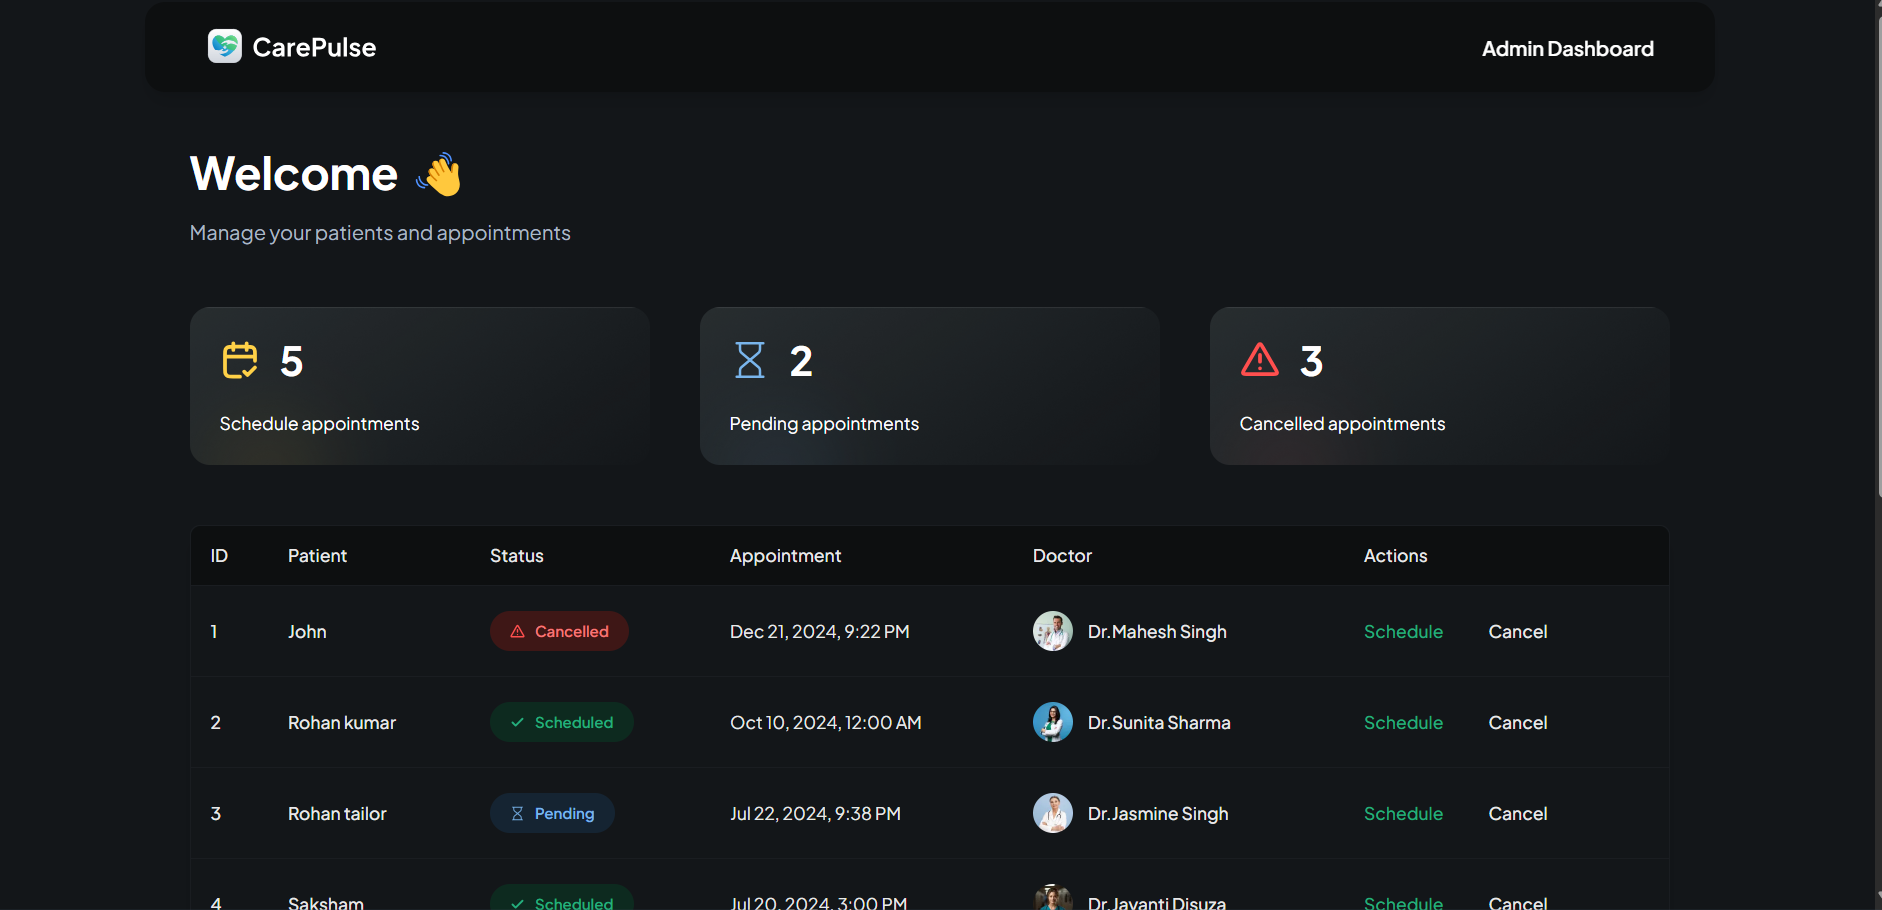 CarePulse
Admin Dashboard
Welcome 👋
Manage your patients and appointments
5
Schedule appointments
2
Pending appointments
3
Cancelled appointments
ID Patient Status Appointment Doctor Actions
1 John Cancelled Dec 21, 2024, 9:22 PM Dr.Mahesh Singh Schedule Cancel
2 Rohan kumar Scheduled Oct 10, 2024, 12:00 AM Dr.Sunita Sharma Schedule Cancel
3 Rohan tailor Pending Jul 22, 2024, 9:38 PM Dr.Jasmine Singh Schedule Cancel
4 Saksham Scheduled Jul 20, 2024, 3:00 PM Dr.Jayanti Disuza Schedule Cancel